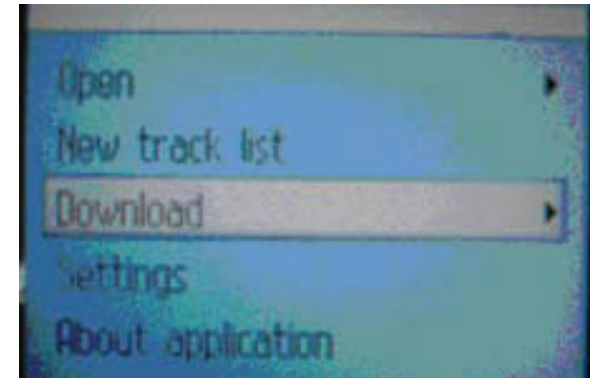 Open
New track list
Download
Settings
About application